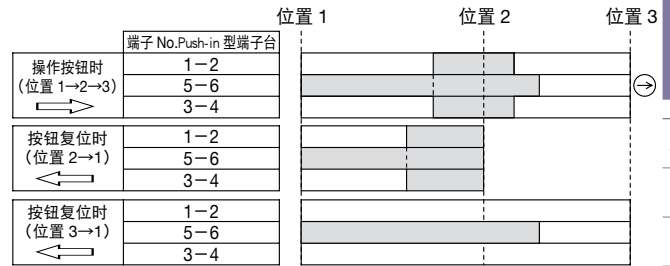 位置 1 位置 2 位置 3
端子 No.Push-in 型端子台
操作按钮时
(位置 1→2→3)
1－2
5－6
3－4
按钮复位时
(位置 2→1)
1－2
5－6
3－4
按钮复位时
(位置 3→1)
1－2
5－6
3－4